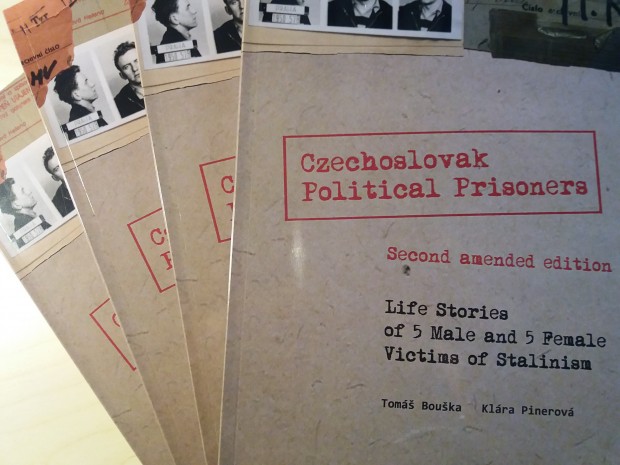 Czechoslovak
Political Prisoners
Second amended edition
Life Stories
of 5 Male and 5 Female
Victims of Stalinism
Tomáš Bouška Klára Pinerová